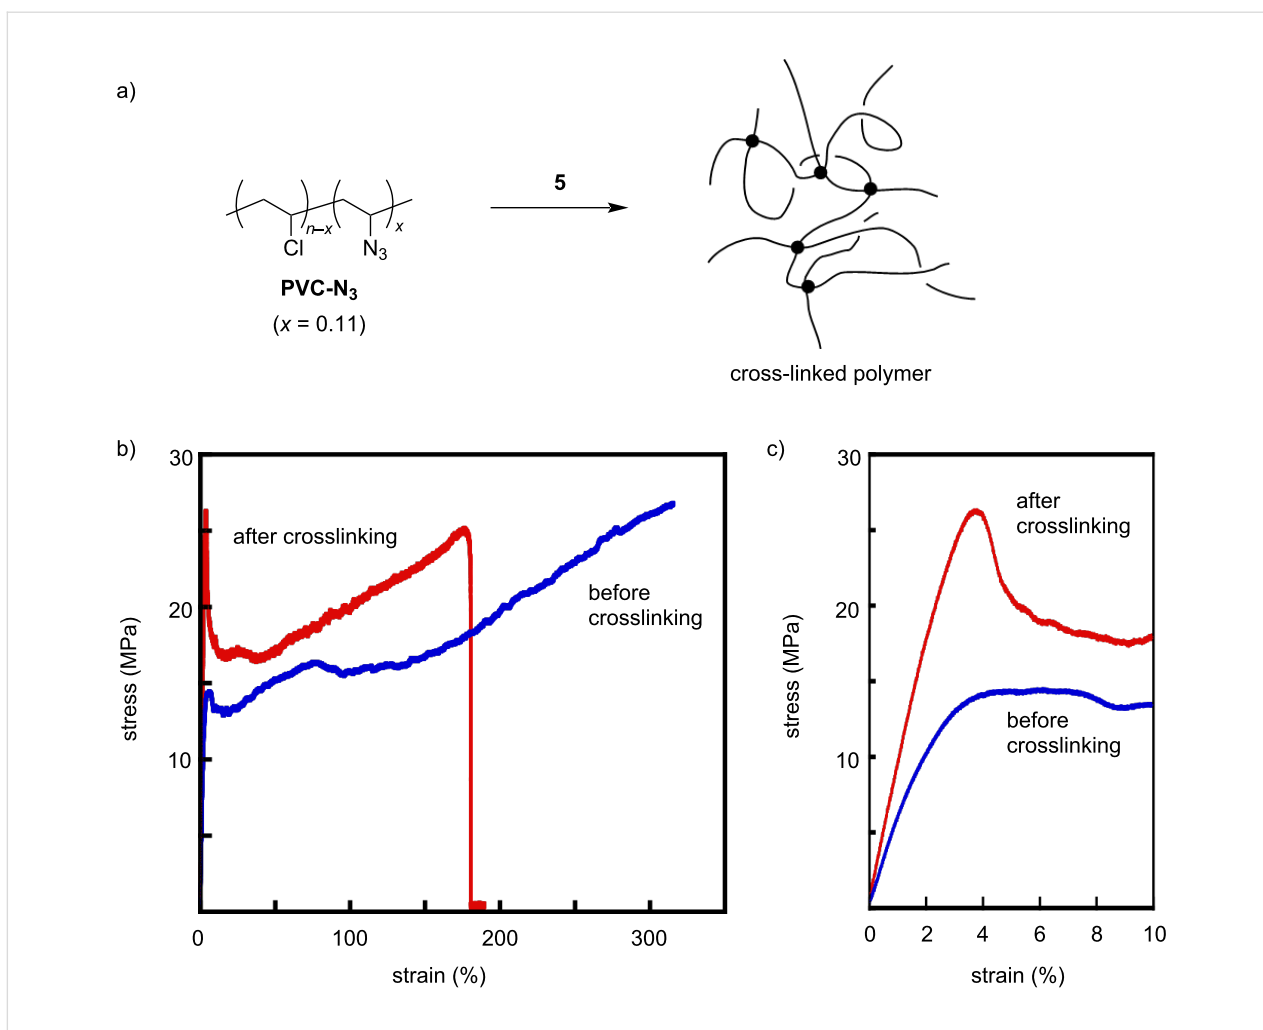 a)
5
Cl
n–x
N3
x
PVC-N3
(x = 0.11)
cross-linked polymer
b)
30
20
10
0
100
200
300
stress (MPa)
strain (%)
after crosslinking
before
crosslinking
c)
30
20
10
0
2
4
6
8
10
stress (MPa)
strain (%)
after
crosslinking
before
crosslinking